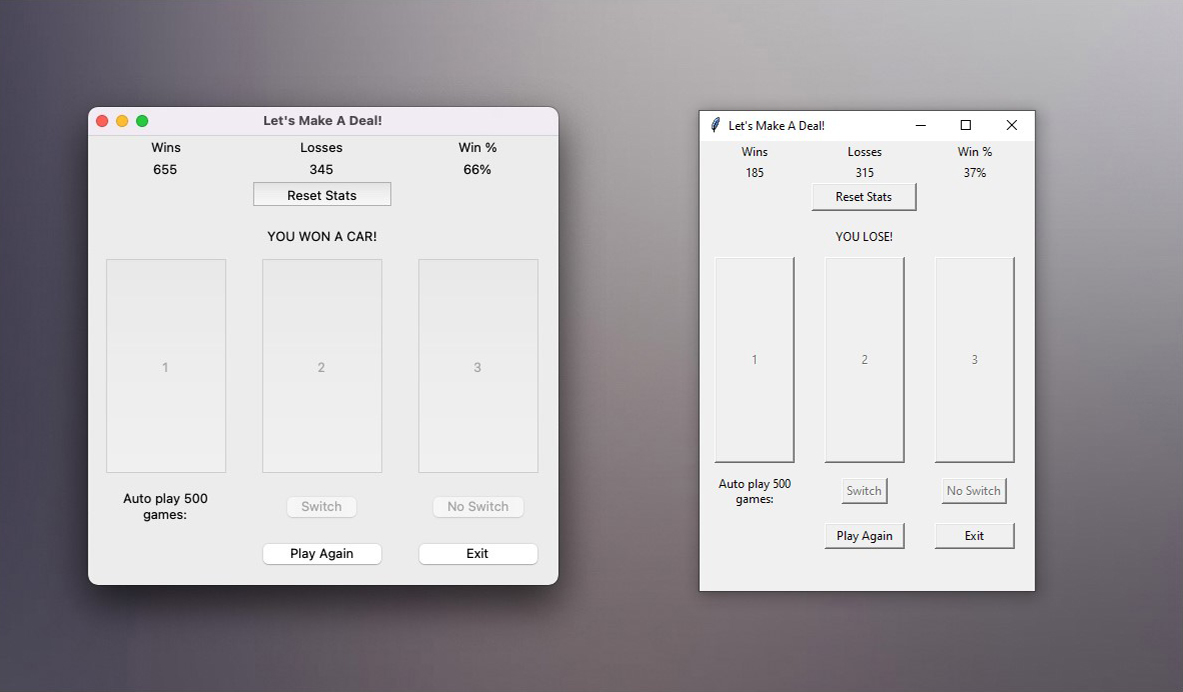 Let's Make A Deal!
Wins Losses Win %
655 345 66%
Reset Stats
YOU WON A CAR!
1 2 3
Auto play 500
games:
Switch No Switch
Play Again Exit
Let's Make A Deal!
Wins Losses Win %
185 315 37%
Reset Stats
YOU LOSE!
1 2 3
Auto play 500
games:
Switch No Switch
Play Again Exit